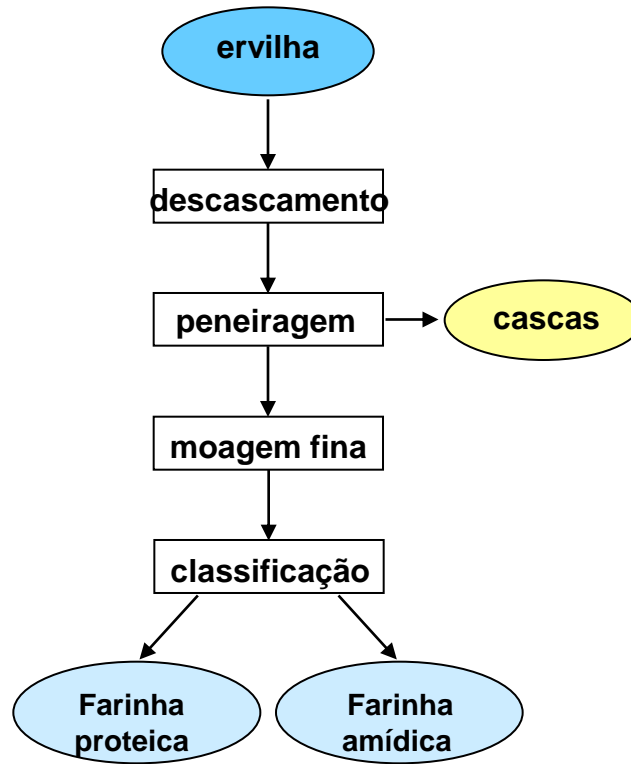 ervilha
descascamento
peneiragem
cascas
moagem fina
classificação
Farinha
proteica
Farinha
amídica